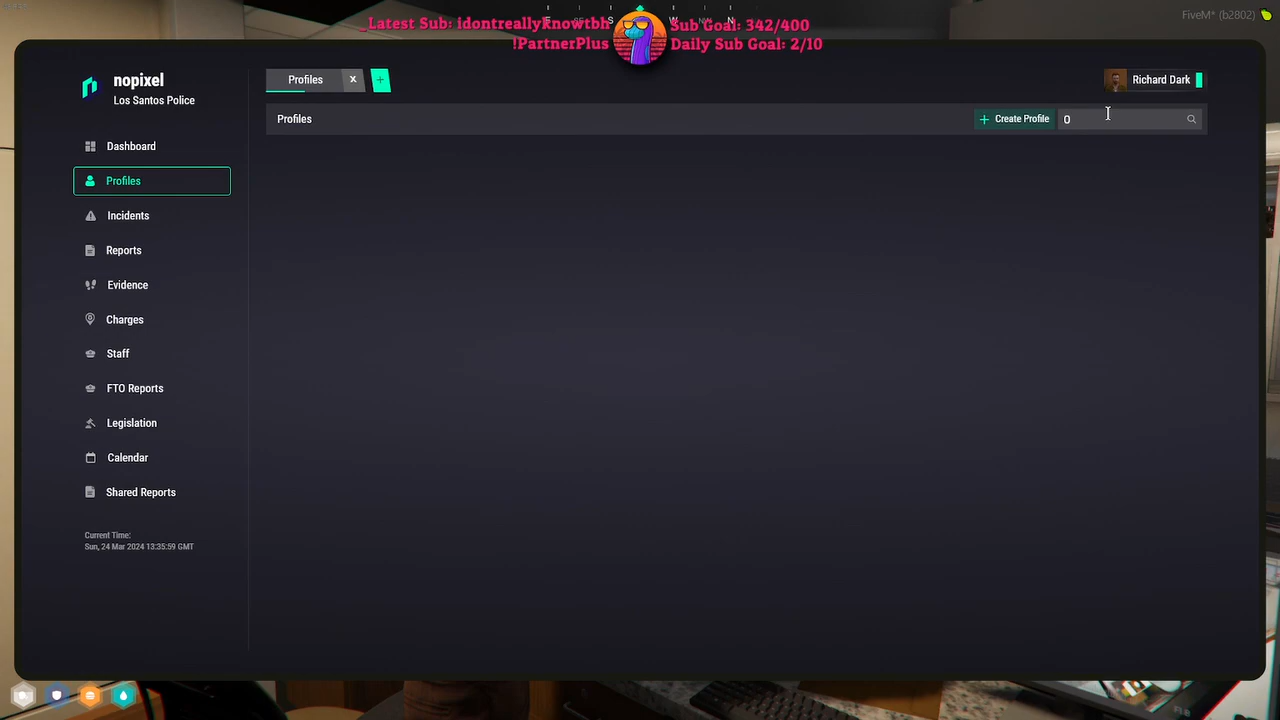 Latest Sub: idontreallyknowtbh
Sub Goal: 342/400
!PartnerPlus
Daily Sub Goal: 2/10
FiveM* (b2802)
nopixel
Los Santos Police
Profiles x +
Richard Dark
Profiles
+ Create Profile
0
Dashboard
Profiles
Incidents
Reports
Evidence
Charges
Staff
FTO Reports
Legislation
Calendar
Shared Reports
Current Time:
Sun, 24 Mar 2024 13:35:59 GMT